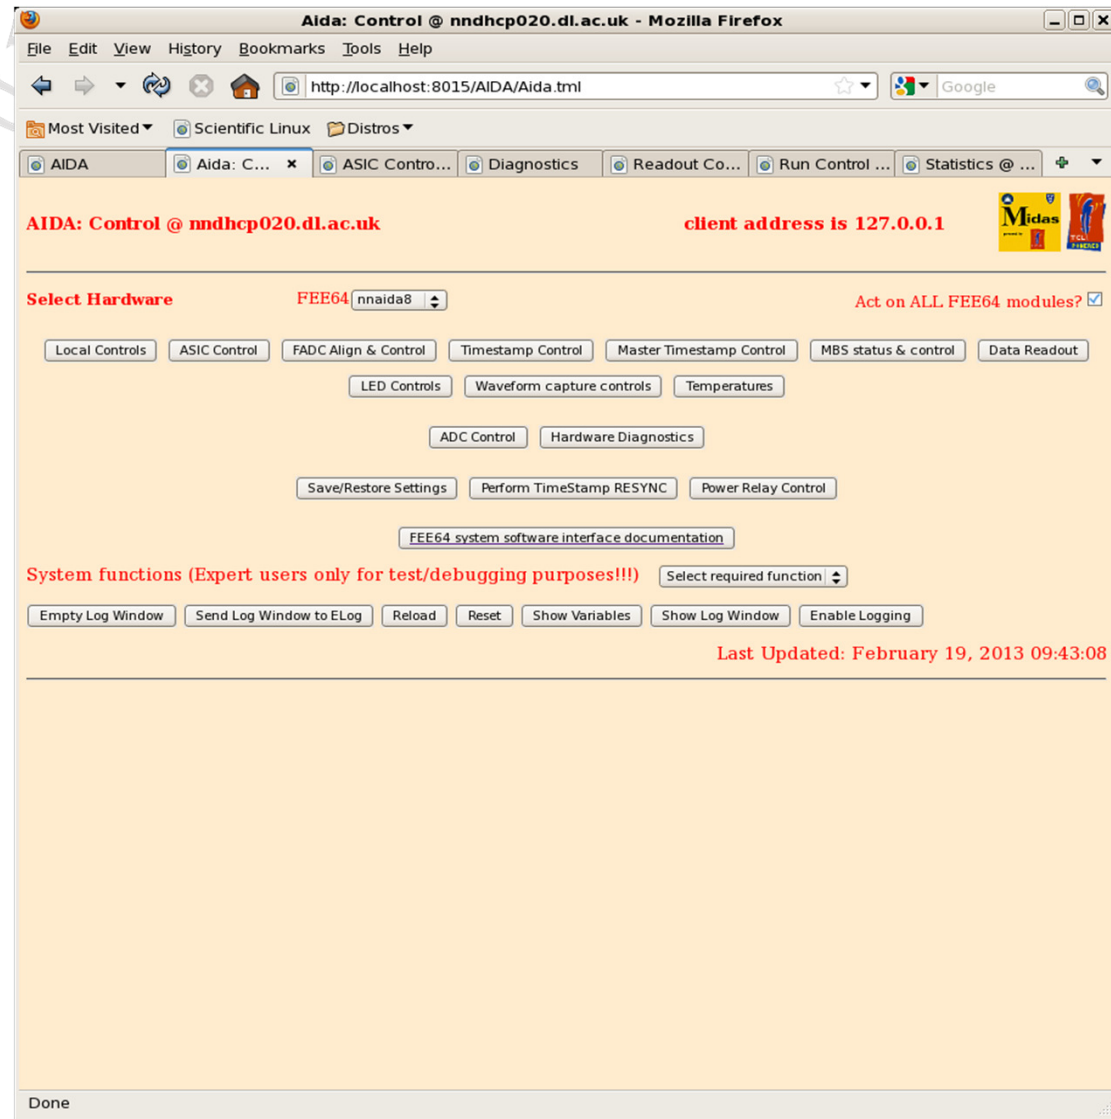 Aida: Control @ nndhcp020.dl.ac.uk - Mozilla Firefox
File Edit View History Bookmarks Tools Help
http://localhost:8015/AIDA/Aida.tml Google
Most Visited Scientific Linux Distros
AIDA Aida: C... ASIC Contro... Diagnostics Readout Co... Run Control ... Statistics @ ...
AIDA: Control @ nndhcp020.dl.ac.uk client address is 127.0.0.1 Midas
Select Hardware FEE64 nnaida8 Act on ALL FEE64 modules?
Local Controls ASIC Control FADC Align & Control Timestamp Control Master Timestamp Control MBS status & control Data Readout
LED Controls Waveform capture controls Temperatures
ADC Control Hardware Diagnostics
Save/Restore Settings Perform TimeStamp RESYNC Power Relay Control
FEE64 system software interface documentation
System functions (Expert users only for test/debugging purposes!!!) Select required function
Empty Log Window Send Log Window to ELog Reload Reset Show Variables Show Log Window Enable Logging
Last Updated: February 19, 2013 09:43:08
Done